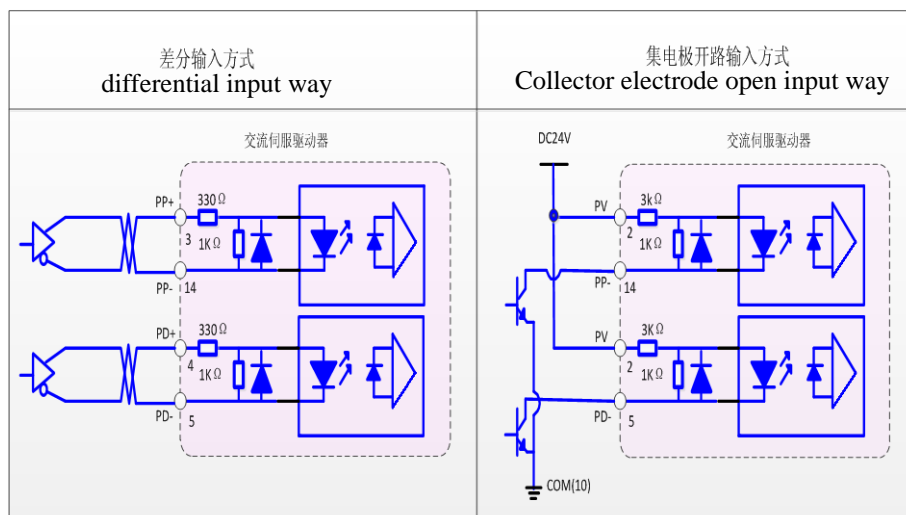 差分输入方式
differential input way
集电极开路输入方式
Collector electrode open input way
交流伺服驱动器
PP+
330Ω
3
1KΩ
PP-
14
PD+
330Ω
4
1KΩ
PD-
5
DC24V
交流伺服驱动器
PV
3kΩ
2
1KΩ
PP-
14
PV
3KΩ
2
1KΩ
PD-
5
COM(10)